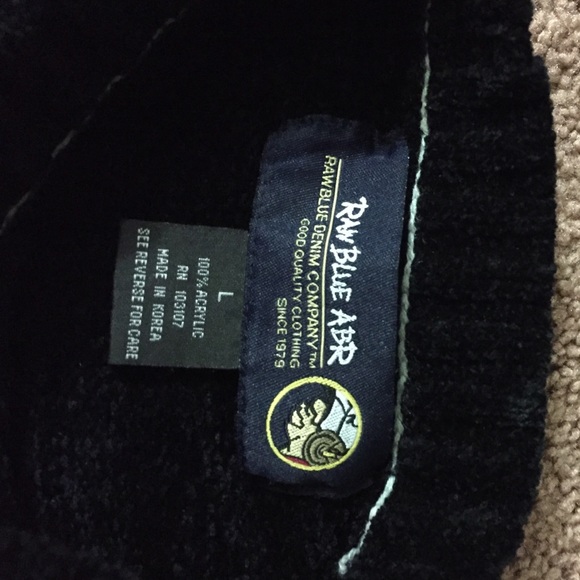 RAW BLUE ABR
RAWBLUE DENIM COMPANY™
GOOD QUALITY CLOTHING
SINCE 1979
L
100% ACRYLIC
RN 103107
MADE IN KOREA
SEE REVERSE FOR CARE